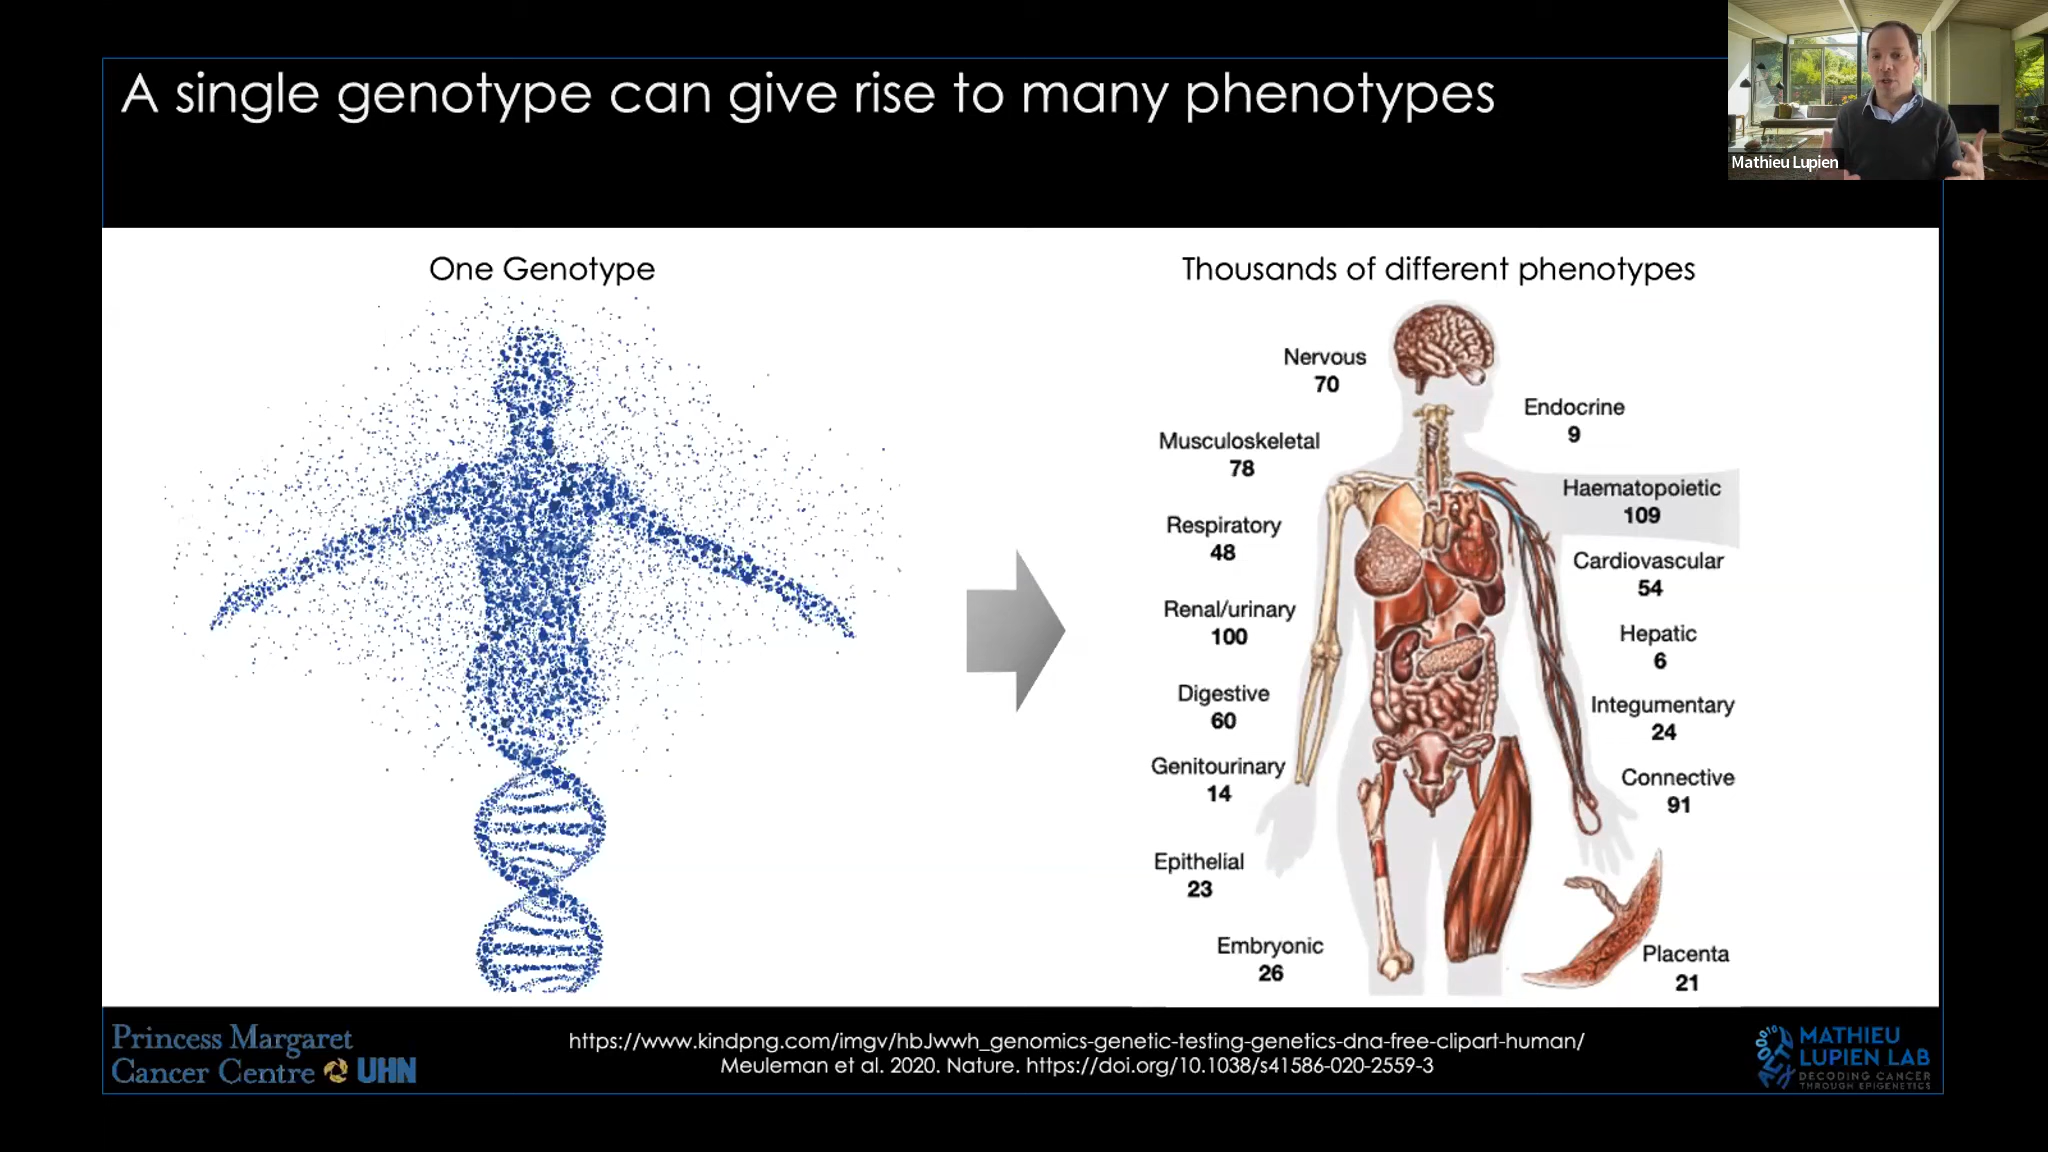 A single genotype can give rise to many phenotypes
Mathieu Lupien
One Genotype
Thousands of different phenotypes
Nervous
70
Endocrine
9
Musculoskeletal
78
Haematopoietic
109
Respiratory
48
Cardiovascular
54
Renal/urinary
100
Hepatic
6
Digestive
60
Integumentary
24
Genitourinary
14
Connective
91
Epithelial
23
Embryonic
26
Placenta
21
Princess Margaret
Cancer Centre UHN
https://www.kindpng.com/imgv/hbJwwh_genomics-genetic-testing-genetics-dna-free-clipart-human/
Meuleman et al. 2020. Nature. https://doi.org/10.1038/s41586-020-2559-3
MATHIEU
LUPIEN LAB
DECODING CANCER
THROUGH EPIGENETICS